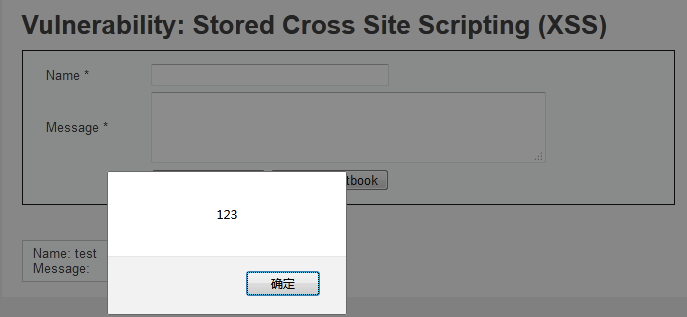 Vulnerability: Stored Cross Site Scripting (XSS)
Name *
Message *
123
Name: test
Message:
确定